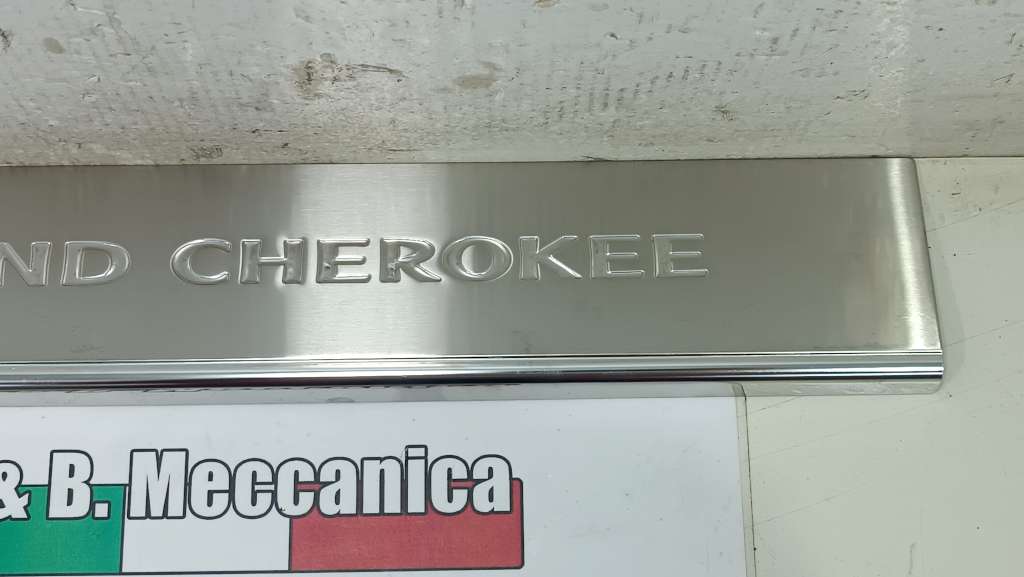 ND CHEROKEE
& B. Meccanica